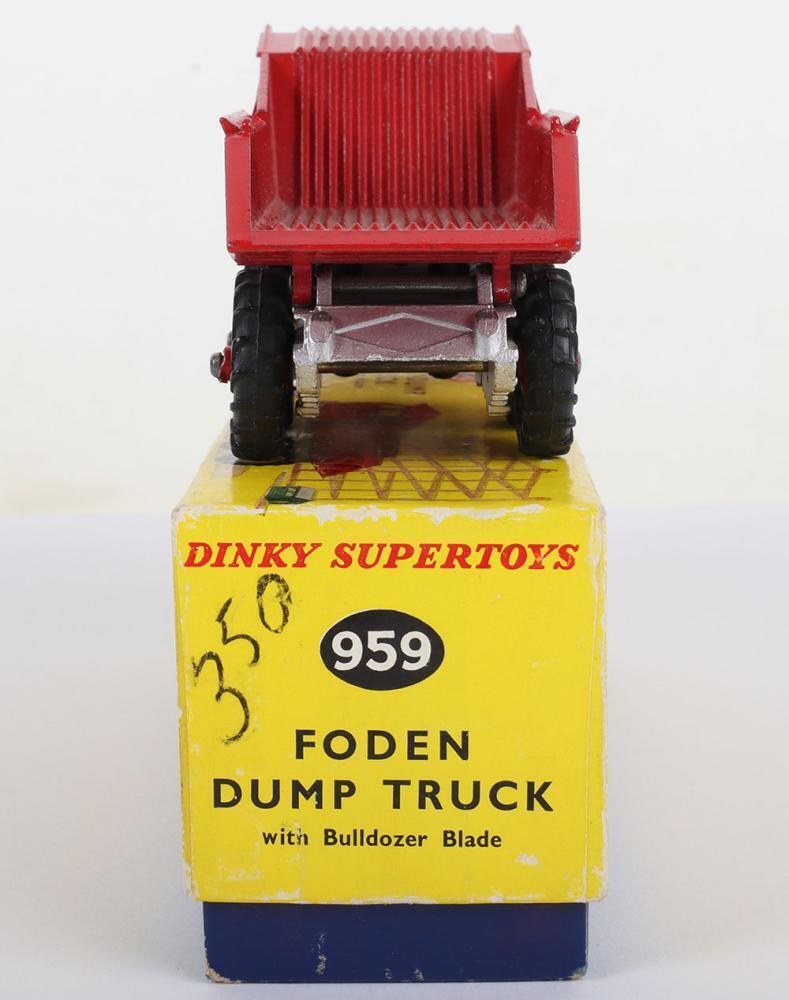 DINKY SUPERTOYS
350
959
FODEN
DUMP TRUCK
with Bulldozer Blade